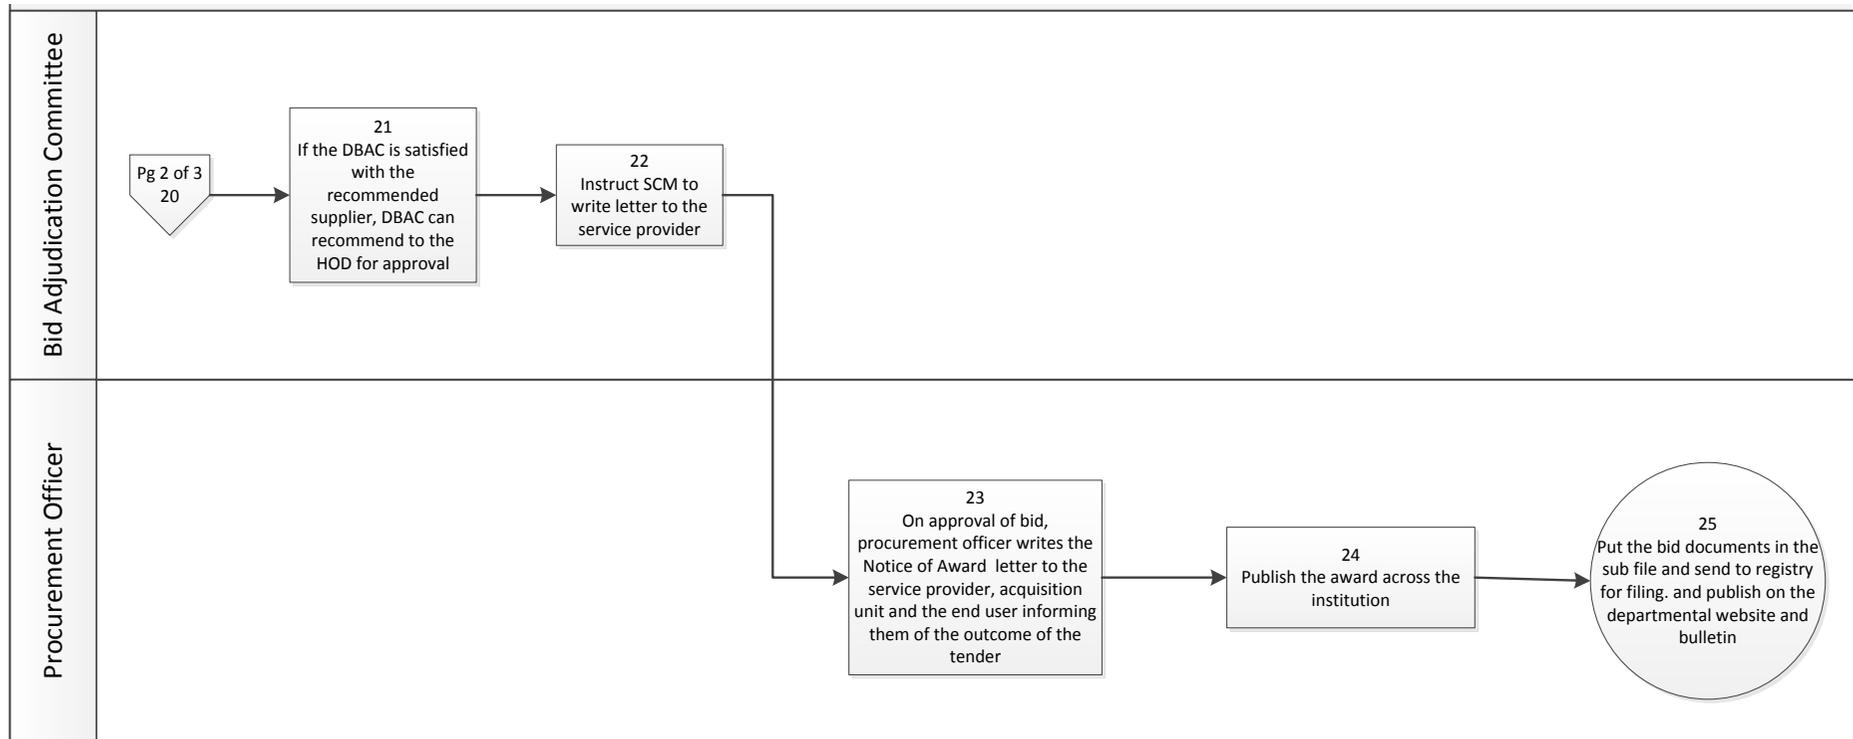 Bid Adjudication Committee
Pg 2 of 3
20
21
If the DBAC is satisfied
with the
recommended
supplier, DBAC can
recommend to the
HOD for approval
22
Instruct SCM to
write letter to the
service provider
Procurement Officer
23
On approval of bid,
procurement officer writes the
Notice of Award  letter to the
service provider, acquisition
unit and the end user informing
them of the outcome of the
tender
24
Publish the award across the
institution
25
Put the bid documents in the
sub file and send to registry
for filing. and publish on the
departmental website and
bulletin